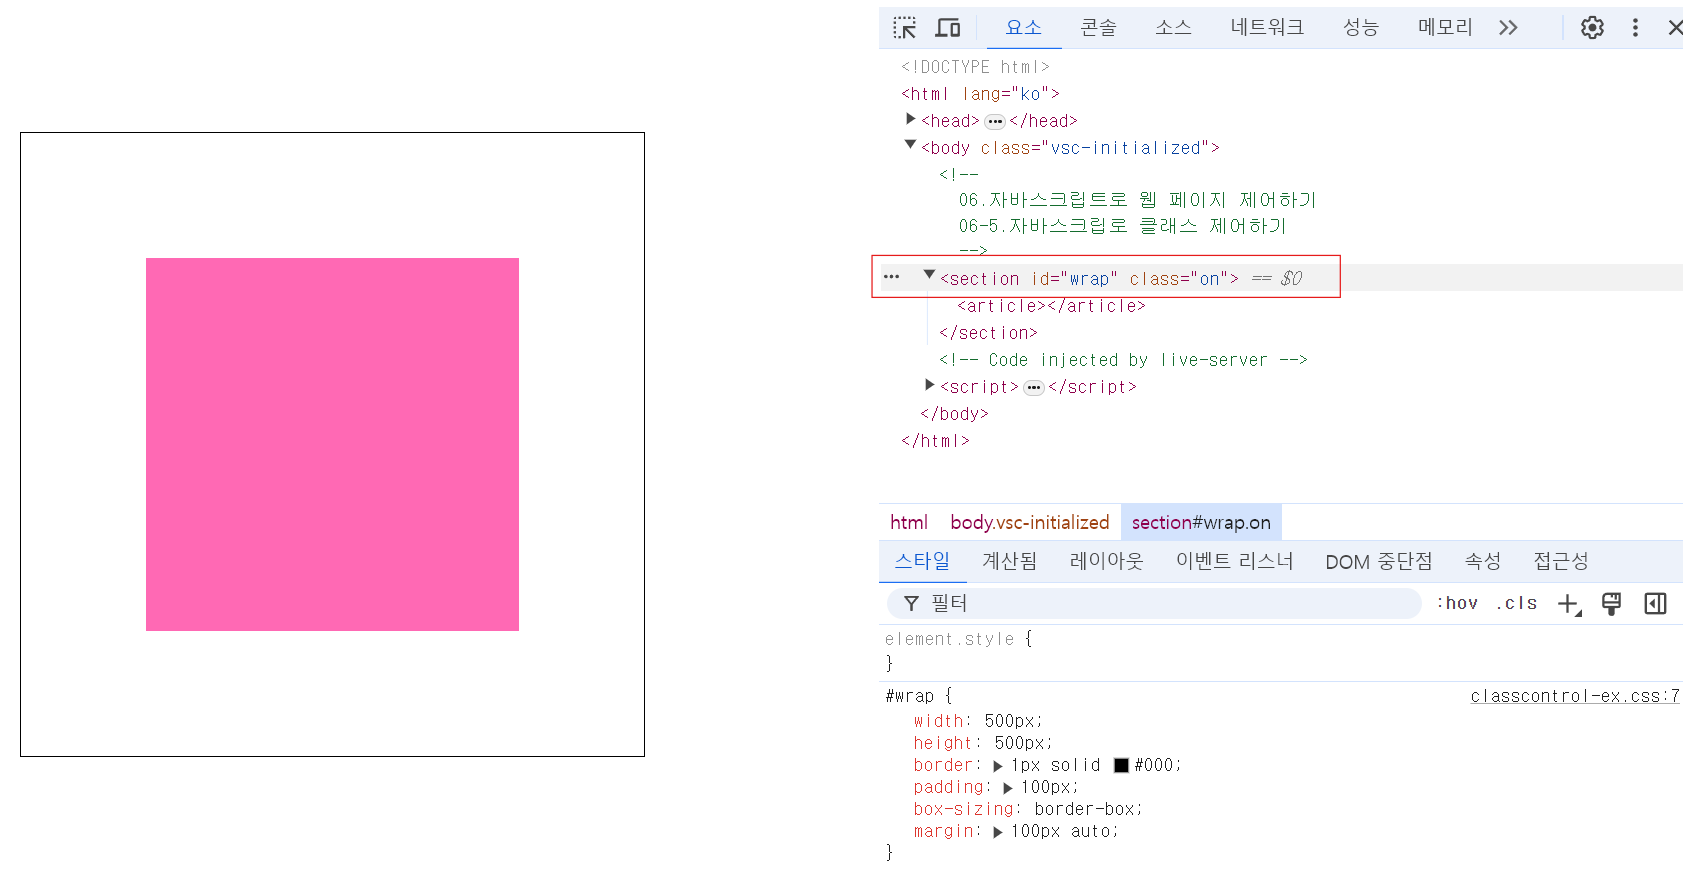 요소 콘솔 소스 네트워크 성능 메모리
<!DOCTYPE html>
<html lang="ko">
<head> ••• </head>
<body class="vsc-initialized">
<!--
06.자바스크립트로 웹 페이지 제어하기
06-5.자바스크립로 클래스 제어하기
-->
••• <section id="wrap" class="on"> == $0
<article></article>
</section>
<!-- Code injected by live-server -->
<script> ••• </script>
</body>
</html>
html body.vsc-initialized section#wrap.on
스타일 계산됨 레이아웃 이벤트 리스너 DOM 중단점 속성 접근성
필터 :hov .cls
element.style {
}
#wrap { classcontrol-ex.css:7
width: 500px;
height: 500px;
border: 1px solid #000;
padding: 100px;
box-sizing: border-box;
margin: 100px auto;
}